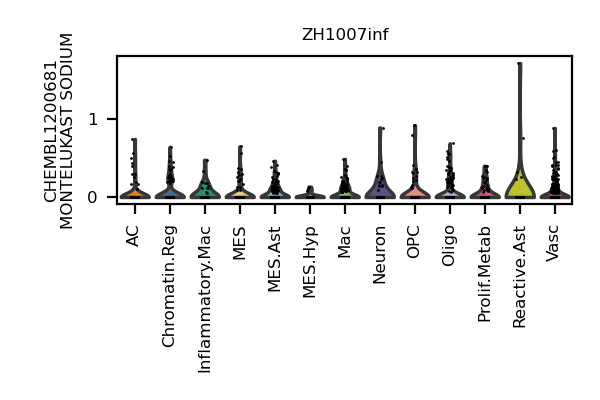 ZH1007inf
CHEMBL1200681
MONTELUKAST SODIUM
1
0
AC
Chromatin.Reg
Inflammatory.Mac
MES
MES.Ast
MES.Hyp
Mac
Neuron
OPC
Oligo
Prolif.Metab
Reactive.Ast
Vasc